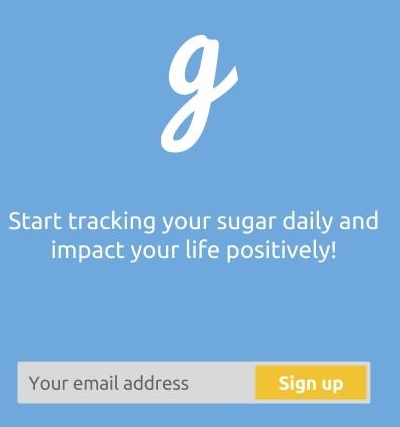 g
Start tracking your sugar daily and
impact your life positively!
Your email address Sign up